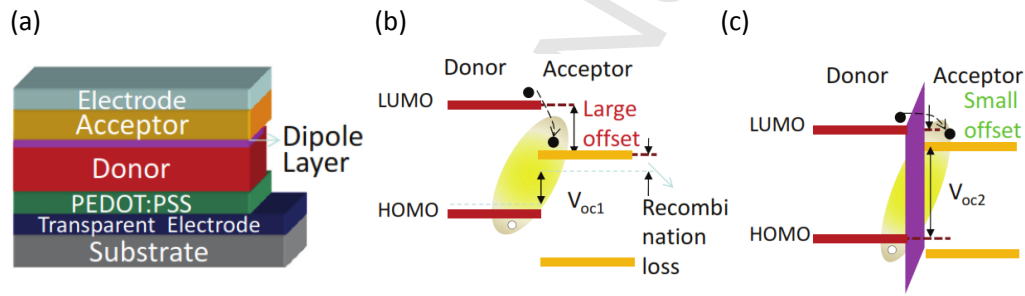 (a)
Electrode
Acceptor
Dipole
Layer
Donor
PEDOT:PSS
Transparent Electrode
Substrate
(b)
Donor
Acceptor
LUMO
Large
offset
HOMO
Voc1
Recombi
nation
loss
(c)
Donor
Acceptor
Small
offset
LUMO
Voc2
HOMO